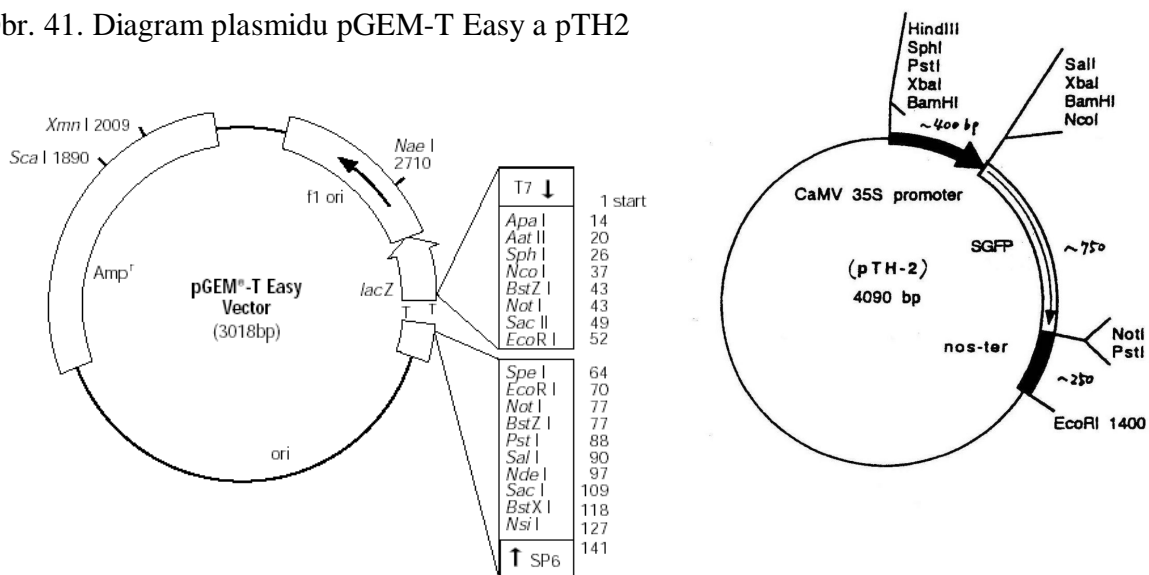 br. 41. Diagram plasmidu pGEM-T Easy a pTH2
Xmn I 2009
Sca I 1890
Nae I
2710
f1 ori
Ampʳ
pGEM®-T Easy
Vector
(3018bp)
lacZ
T T
ori
T7 ↓
1 start
Apa I 14
Aat II 20
Sph I 26
Nco I 37
BstZ I 43
Not I 43
Sac II 49
EcoR I 52
Spe I 64
EcoR I 70
Not I 77
BstZ I 77
Pst I 88
Sal I 90
Nde I 97
Sac I 109
BstX I 118
Nsi I 127
↑ SP6 141
HindIII
SphI
PstI
XbaI
BamHI
~400 bp
SalI
XbaI
BamHI
NcoI
CaMV 35S promoter
SGFP
~750
(pTH-2)
4090 bp
nos-ter
NotI
PstI
~250
EcoRI 1400